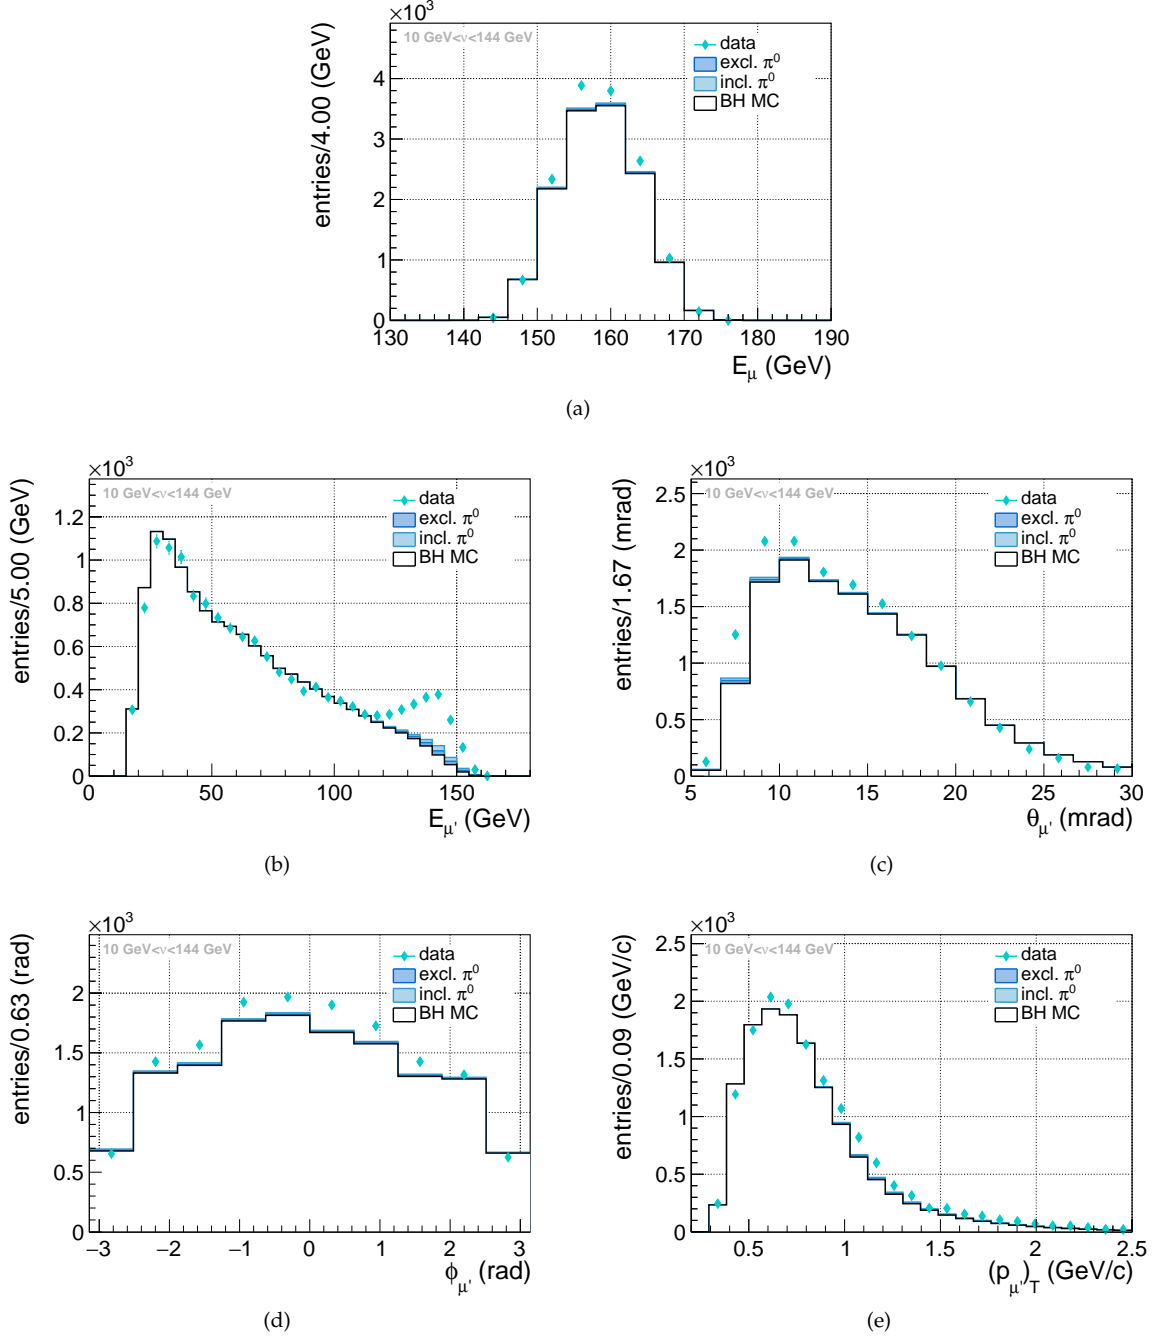 ×10³
entries/4.00 (GeV)
10 GeV<ν<144 GeV
data
excl. π⁰
incl. π⁰
BH MC
4
3
2
1
0
130 140 150 160 170 180 190
E_μ (GeV)
(a)
×10³
entries/5.00 (GeV)
10 GeV<ν<144 GeV
data
excl. π⁰
incl. π⁰
BH MC
1.2
1
0.8
0.6
0.4
0.2
0
0 50 100 150
E_μ' (GeV)
(b)
×10³
entries/1.67 (mrad)
10 GeV<ν<144 GeV
data
excl. π⁰
incl. π⁰
BH MC
2.5
2
1.5
1
0.5
0
5 10 15 20 25 30
θ_μ' (mrad)
(c)
×10³
entries/0.63 (rad)
10 GeV<ν<144 GeV
data
excl. π⁰
incl. π⁰
BH MC
2
1.5
1
0.5
0
−3 −2 −1 0 1 2 3
ϕ_μ' (rad)
(d)
×10³
entries/0.09 (GeV/c)
10 GeV<ν<144 GeV
data
excl. π⁰
incl. π⁰
BH MC
2.5
2
1.5
1
0.5
0
0.5 1 1.5 2 2.5
(p_μ')_T (GeV/c)
(e)